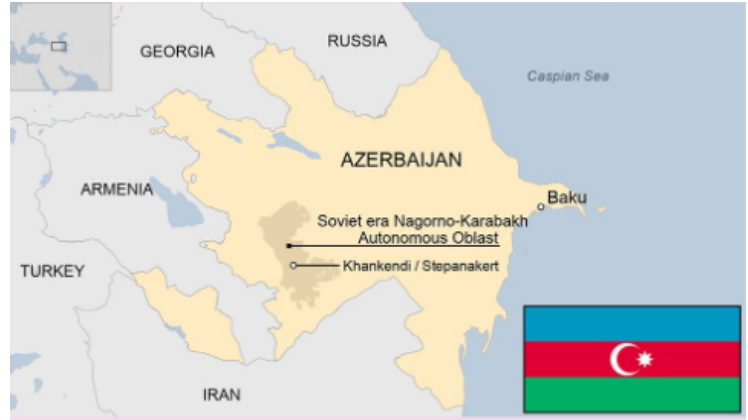 RUSSIA
GEORGIA
Caspian Sea
AZERBAIJAN
ARMENIA
Baku
Soviet era Nagorno-Karabakh
Autonomous Oblast
Khankendi / Stepanakert
TURKEY
IRAN